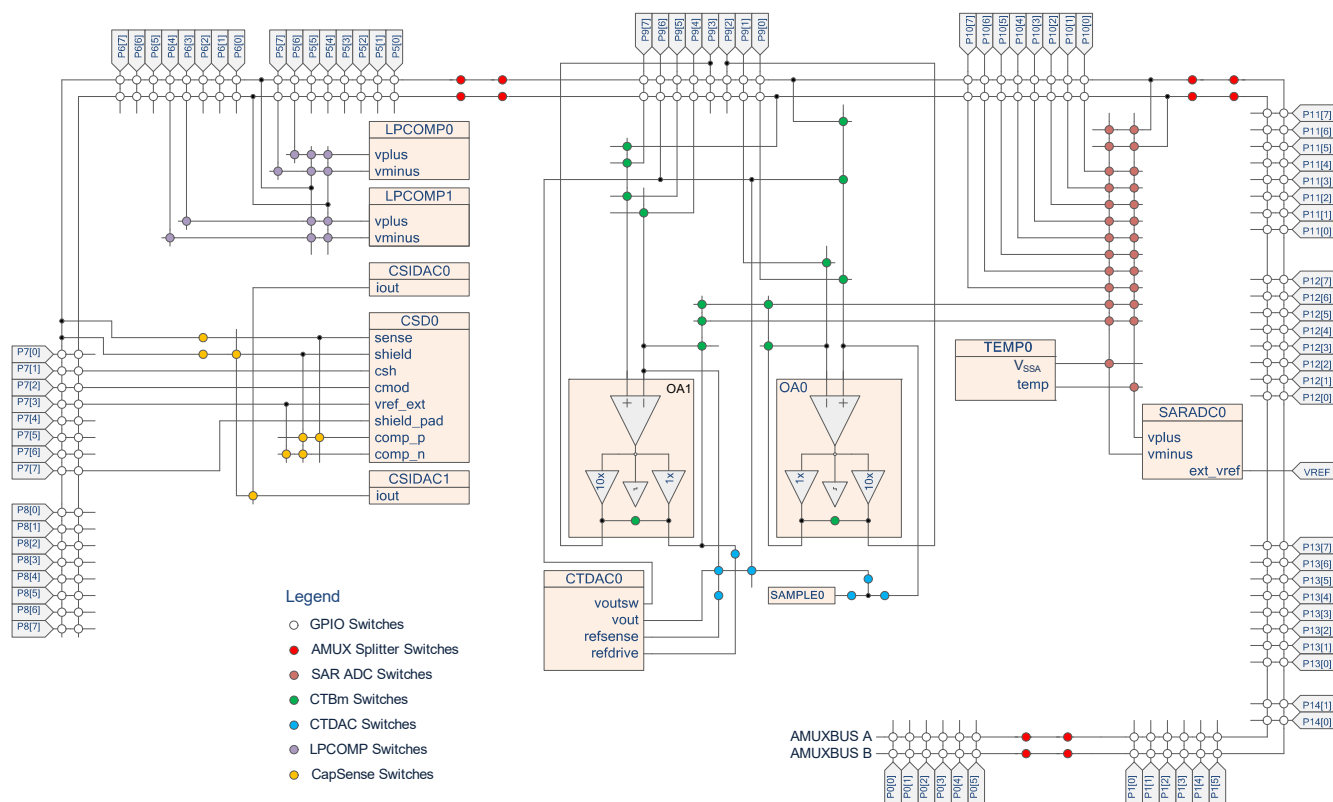 P6[7]
P6[6]
P6[5]
P6[4]
P6[3]
P6[2]
P6[1]
P6[0]
P5[7]
P5[6]
P5[5]
P5[4]
P5[3]
P5[2]
P5[1]
P5[0]
P9[7]
P9[6]
P9[5]
P9[4]
P9[3]
P9[2]
P9[1]
P9[0]
P10[7]
P10[6]
P10[5]
P10[4]
P10[3]
P10[2]
P10[1]
P10[0]
P11[7]
P11[6]
P11[5]
P11[4]
P11[3]
P11[2]
P11[1]
P11[0]
LPCOMP0
vplus
vminus
LPCOMP1
vplus
vminus
CSIDAC0
iout
CSD0
sense
shield
csh
cmod
vref_ext
shield_pad
comp_p
comp_n
CSIDAC1
iout
P7[0]
P7[1]
P7[2]
P7[3]
P7[4]
P7[5]
P7[6]
P7[7]
P8[0]
P8[1]
P8[2]
P8[3]
P8[4]
P8[5]
P8[6]
P8[7]
P12[7]
P12[6]
P12[5]
P12[4]
P12[3]
P12[2]
P12[1]
P12[0]
TEMP0
VSSA
temp
SARADC0
vplus
vminus
ext_vref
VREF
OA1
+
−
10x
1x
OA0
−
+
1x
10x
CTDAC0
voutsw
vout
refsense
refdrive
SAMPLE0
P13[7]
P13[6]
P13[5]
P13[4]
P13[3]
P13[2]
P13[1]
P13[0]
P14[1]
P14[0]
Legend
GPIO Switches
AMUX Splitter Switches
SAR ADC Switches
CTBm Switches
CTDAC Switches
LPCOMP Switches
CapSense Switches
AMUXBUS A
AMUXBUS B
P0[0]
P0[1]
P0[2]
P0[3]
P0[4]
P0[5]
P1[0]
P1[1]
P1[2]
P1[3]
P1[4]
P1[5]